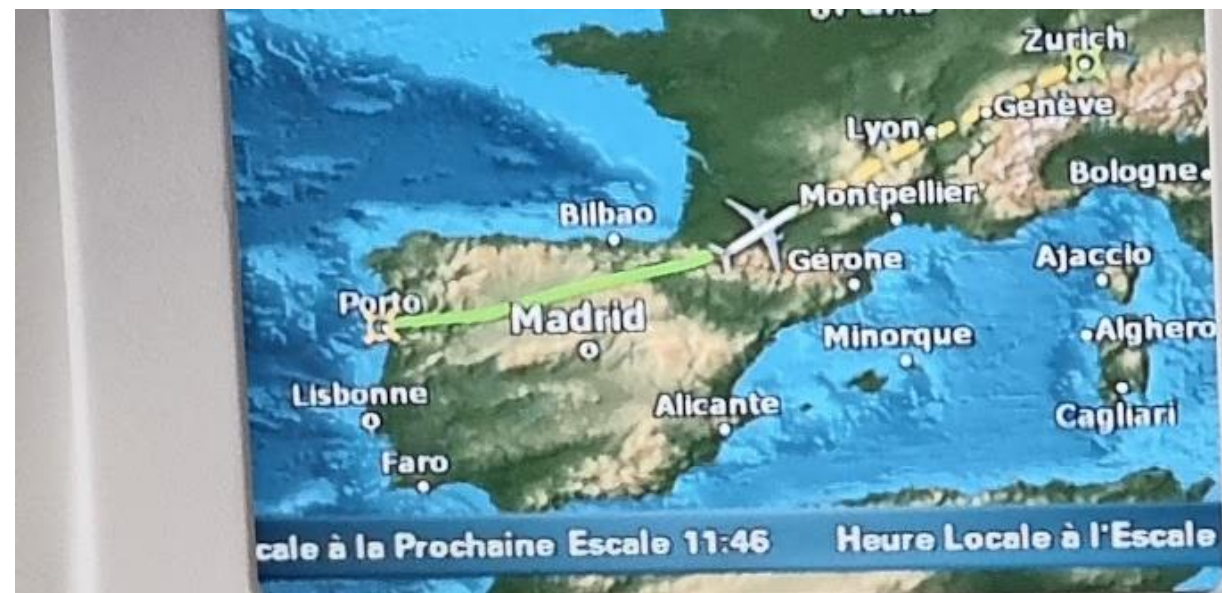 Zurich
Genève
Lyon
Bologne
Montpellier
Bilbao
Gérone
Ajaccio
Porto
Madrid
Minorque
Alghero
Lisbonne
Alicante
Cagliari
Faro
cale à la Prochaine Escale 11:46 Heure Locale à l'Escale